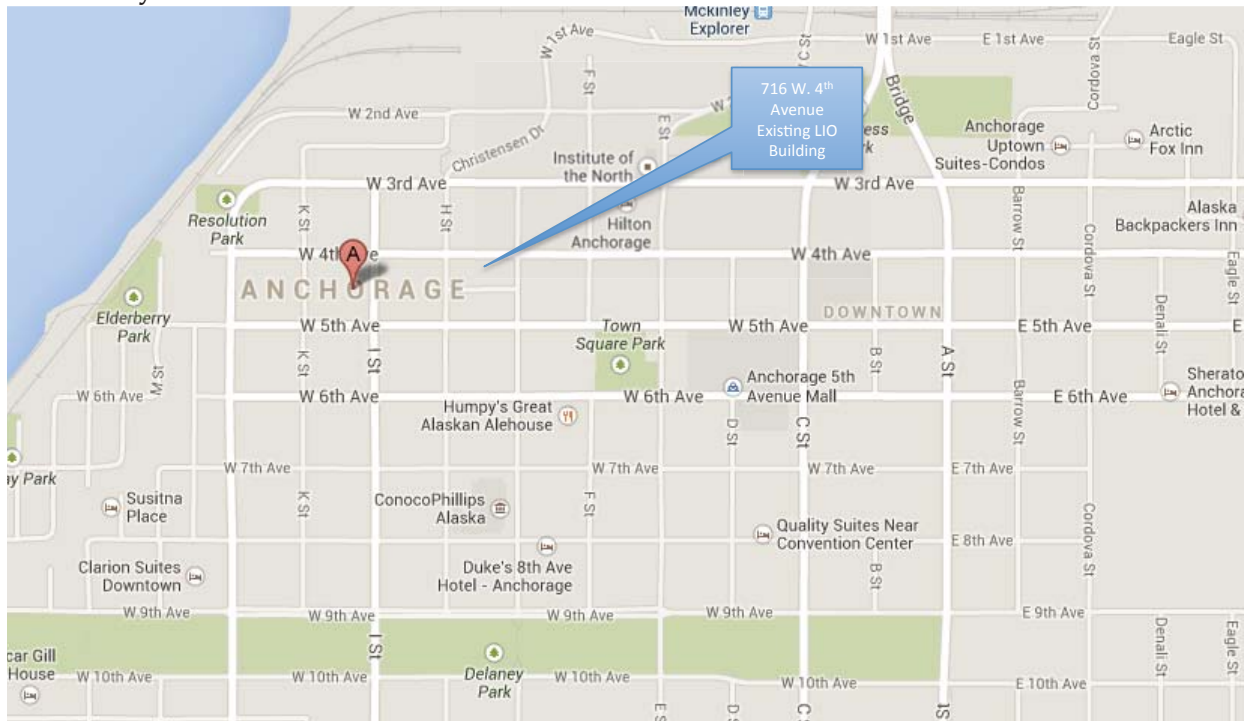 Mckinley
Explorer
W 1st Ave
C St
W 1st Ave
E 1st Ave
Eagle St
F St
Bridge
Cordova St
W 2nd Ave
E St
716 W. 4th
Avenue
Existing LIO
Building
Christensen Dr
Institute of
the North
Anchorage
Uptown
Suites-Condos
Arctic
Fox Inn
W 3rd Ave
W 3rd Ave
Resolution
Park
K St
H St
Hilton
Anchorage
Barrow St
Cordova St
Alaska
Backpackers Inn
Eagle St
W 4th Ave
A
W 4th Ave
ANCHORAGE
DOWNTOWN
Elderberry
Park
W 5th Ave
Town
Square Park
W 5th Ave
E 5th Ave
E
Denali St
M St
K St
I St
B St
A St
Barrow St
W 6th Ave
W 6th Ave
W 6th Ave
Anchorage 5th
Avenue Mall
E 6th Ave
Humpy's Great
Alaskan Alehouse
D St
C St
W 7th Ave
W 7th Ave
W 7th Ave
E 7th Ave
ay Park
Susitna
Place
K St
ConocoPhillips
Alaska
F St
Quality Suites Near
Convention Center
E 8th Ave
Cordova St
Clarion Suites
Downtown
Duke's 8th Ave
Hotel - Anchorage
B St
W 9th Ave
W 9th Ave
W 9th Ave
W 9th Ave
E 9th Ave
car Gill
House
I St
Delaney
Park
Denali St
Eagle St
W 10th Ave
W 10th Ave
W 10th Ave
W 10th Ave
E 10th Ave
E S
D S
C S